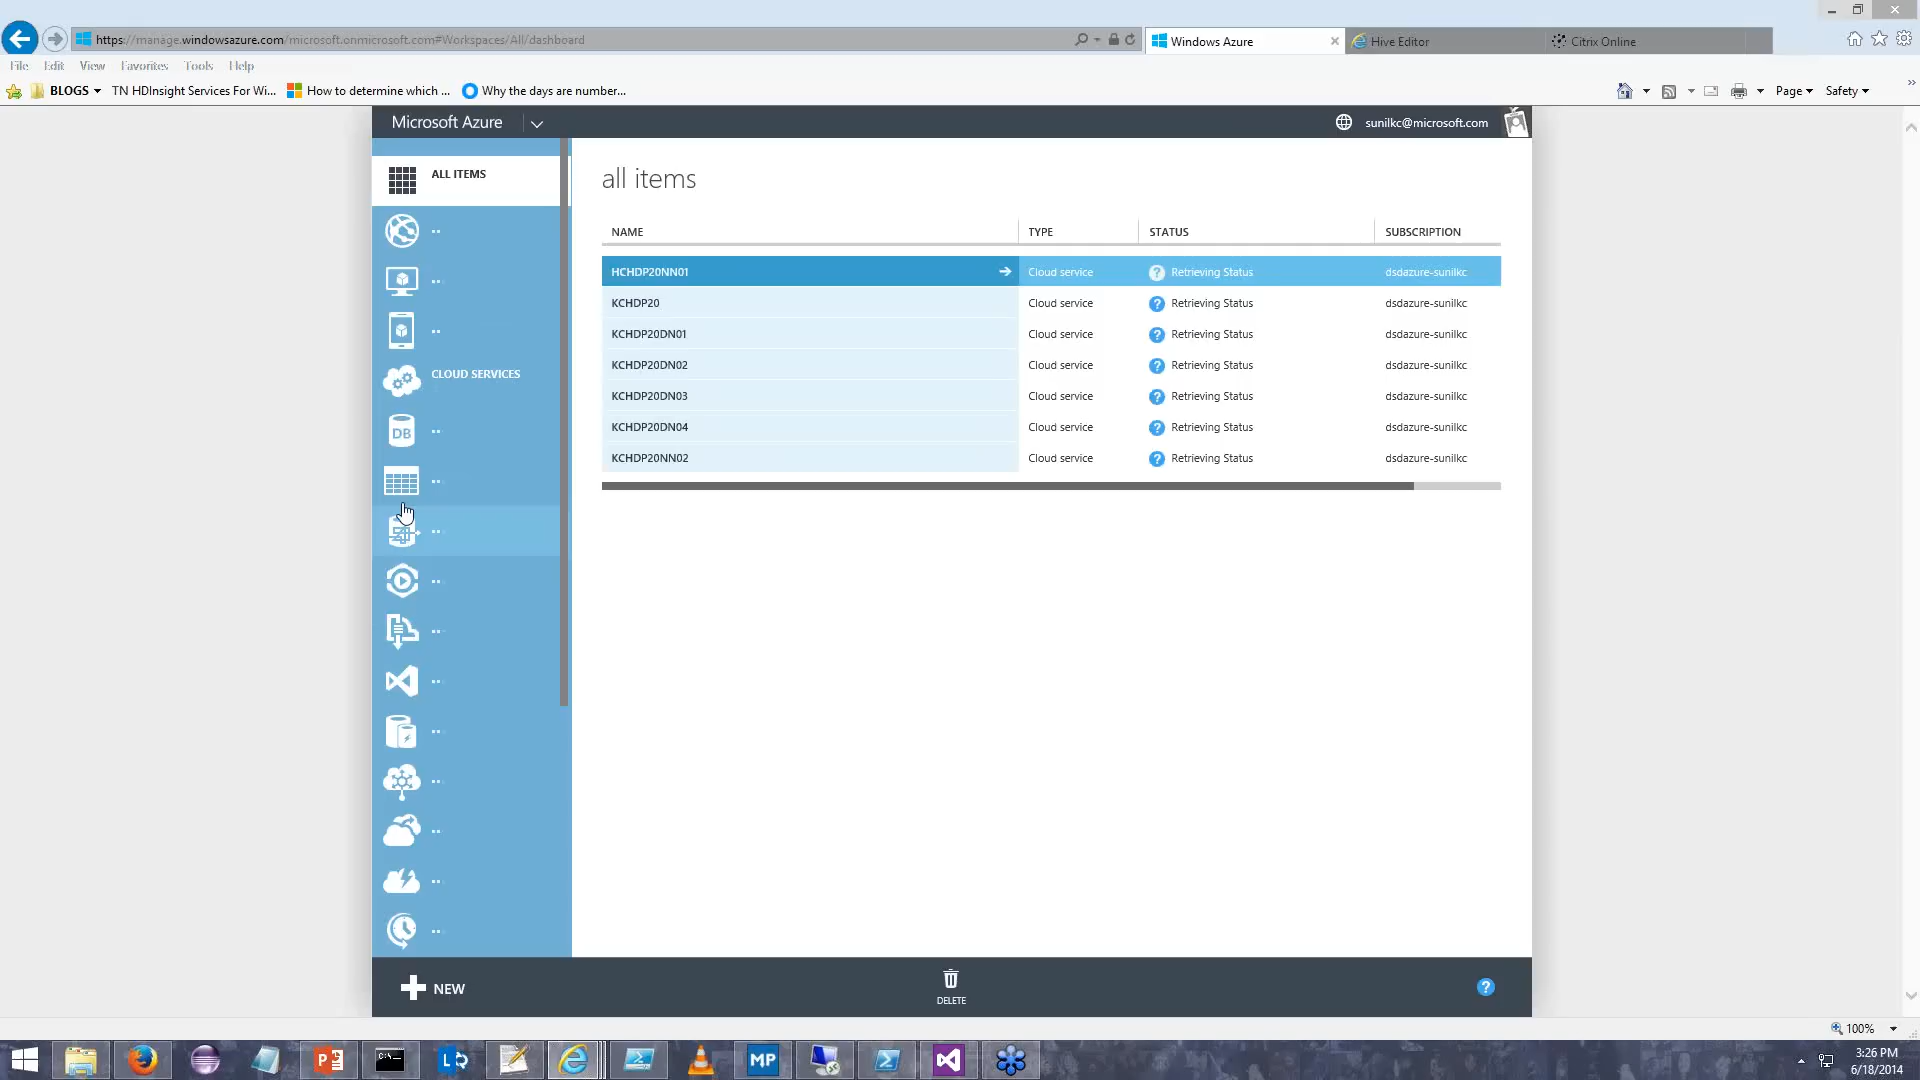 https://manage.windowsazure.com/microsoft.onmicrosoft.com#Workspaces/All/dashboard
Windows Azure
Hive Editor
Citrix Online
File Edit View Favorites Tools Help
BLOGS TN HDInsight Services For Wi... How to determine which ... Why the days are number...
Page Safety
Microsoft Azure
sunilkc@microsoft.com
ALL ITEMS
CLOUD SERVICES
DB
all items
NAME TYPE STATUS SUBSCRIPTION
HCHDP20NN01 Cloud service ? Retrieving Status dsdazure-sunilkc
KCHDP20 Cloud service ? Retrieving Status dsdazure-sunilkc
KCHDP20DN01 Cloud service ? Retrieving Status dsdazure-sunilkc
KCHDP20DN02 Cloud service ? Retrieving Status dsdazure-sunilkc
KCHDP20DN03 Cloud service ? Retrieving Status dsdazure-sunilkc
KCHDP20DN04 Cloud service ? Retrieving Status dsdazure-sunilkc
KCHDP20NN02 Cloud service ? Retrieving Status dsdazure-sunilkc
NEW
DELETE
?
100%
MP
3:26 PM
6/18/2014